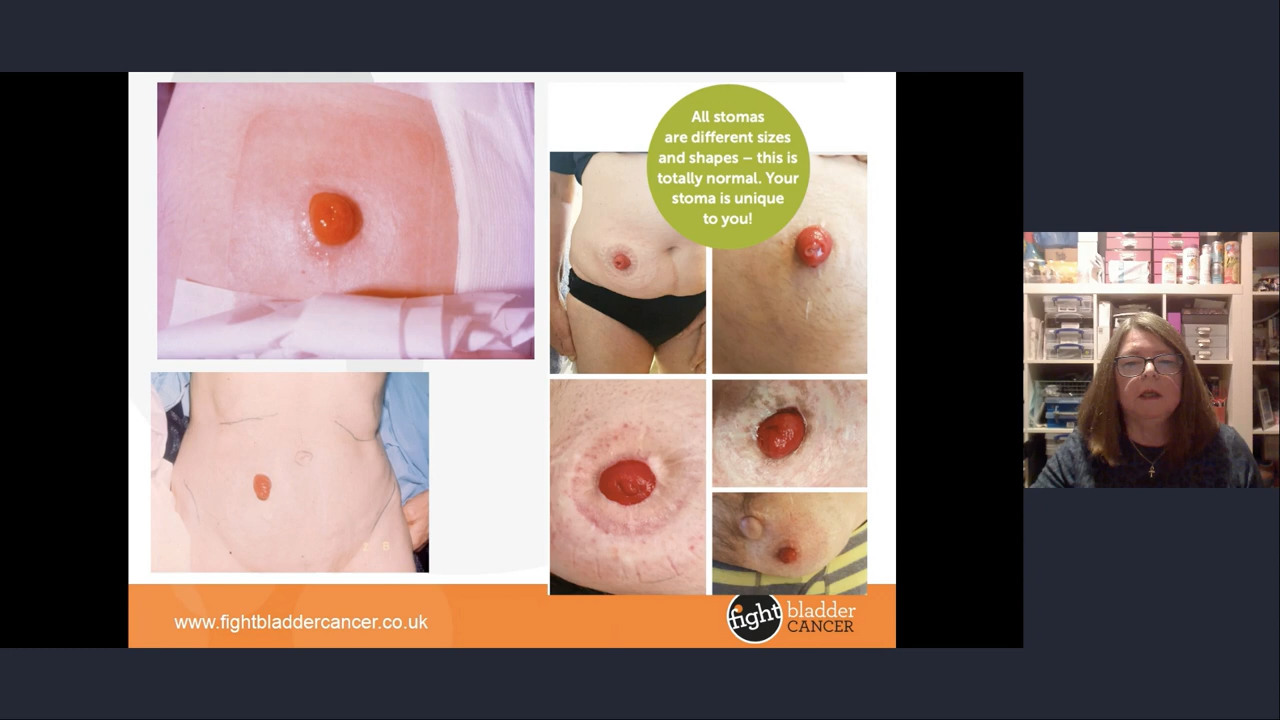 All stomas
are different sizes
and shapes – this is
totally normal. Your
stoma is unique
to you!
www.fightbladdercancer.co.uk
fight bladder
CANCER